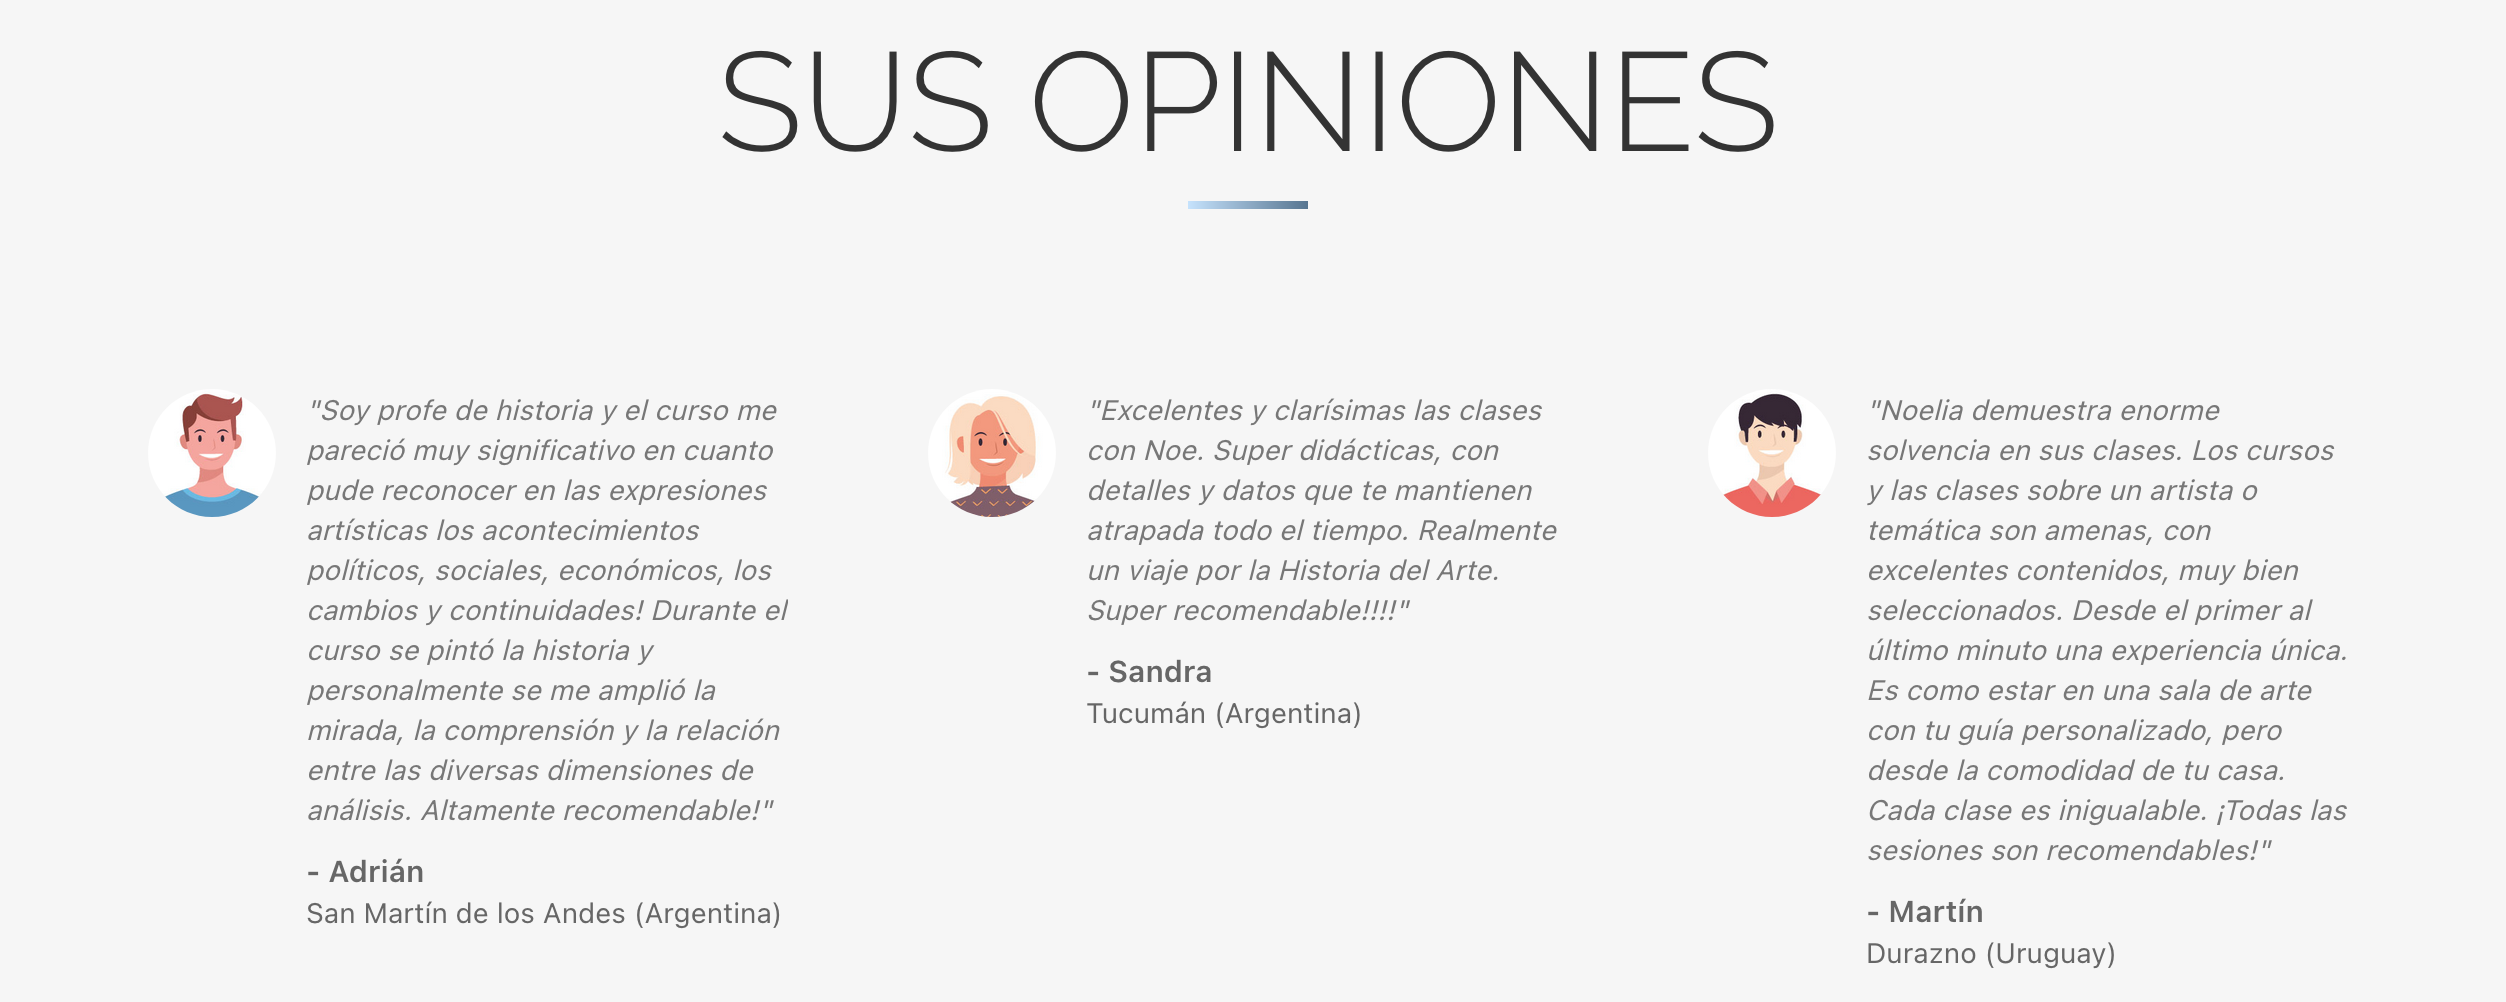 SUS OPINIONES
"Soy profe de historia y el curso me
pareció muy significativo en cuanto
pude reconocer en las expresiones
artísticas los acontecimientos
políticos, sociales, económicos, los
cambios y continuidades! Durante el
curso se pintó la historia y
personalmente se me amplió la
mirada, la comprensión y la relación
entre las diversas dimensiones de
análisis. Altamente recomendable!"
- Adrián
San Martín de los Andes (Argentina)
"Excelentes y clarísimas las clases
con Noe. Super didácticas, con
detalles y datos que te mantienen
atrapada todo el tiempo. Realmente
un viaje por la Historia del Arte.
Super recomendable!!!!"
- Sandra
Tucumán (Argentina)
"Noelia demuestra enorme
solvencia en sus clases. Los cursos
y las clases sobre un artista o
temática son amenas, con
excelentes contenidos, muy bien
seleccionados. Desde el primer al
último minuto una experiencia única.
Es como estar en una sala de arte
con tu guía personalizado, pero
desde la comodidad de tu casa.
Cada clase es inigualable. ¡Todas las
sesiones son recomendables!"
- Martín
Durazno (Uruguay)